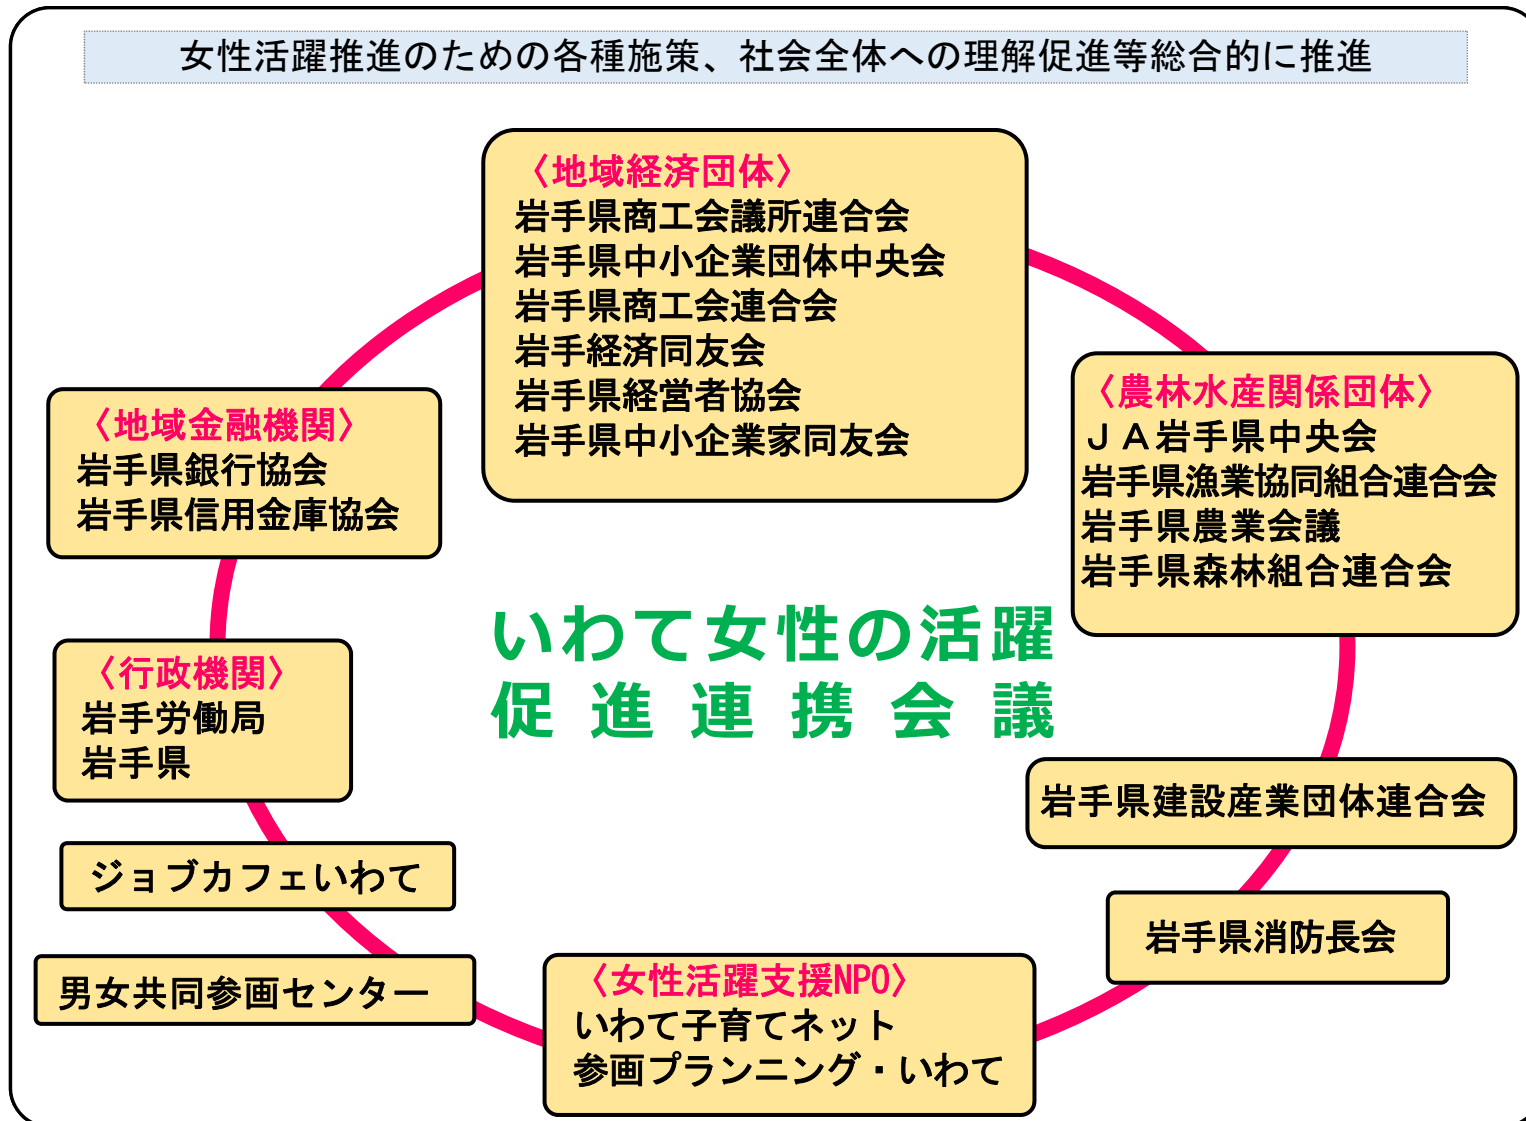 女性活躍推進のための各種施策、社会全体への理解促進等総合的に推進
〈地域経済団体〉
岩手県商工会議所連合会
岩手県中小企業団体中央会
岩手県商工会連合会
岩手経済同友会
岩手県経営者協会
岩手県中小企業家同友会
〈農林水産関係団体〉
ＪＡ岩手県中央会
岩手県漁業協同組合連合会
岩手県農業会議
岩手県森林組合連合会
〈地域金融機関〉
岩手県銀行協会
岩手県信用金庫協会
いわて女性の活躍
促進連携会議
〈行政機関〉
岩手労働局
岩手県
岩手県建設産業団体連合会
ジョブカフェいわて
岩手県消防長会
男女共同参画センター
〈女性活躍支援NPO〉
いわて子育てネット
参画プランニング・いわて